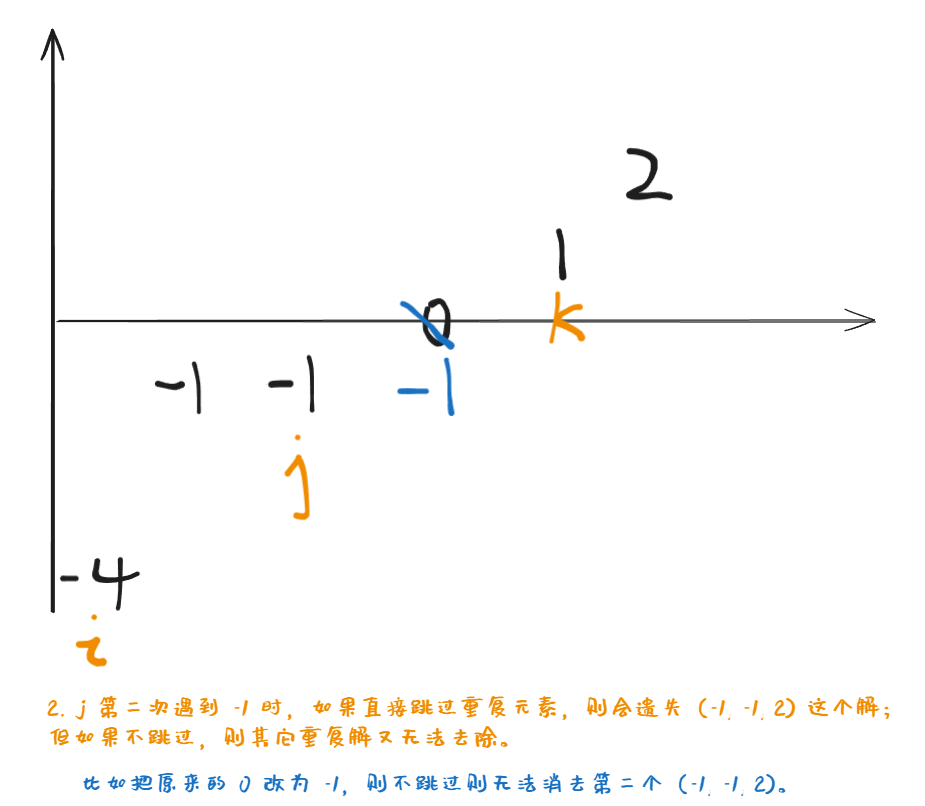 2
1
0
k
-1 -1 -1
j
-4
i
2. j 第二次遇到 -1 时，如果直接跳过重复元素，则会遗失 (-1, -1, 2) 这个解；
但如果不跳过，则其它重复解又无法去除。
比如把原来的 0 改为 -1，则不跳过则无法消去第二个 (-1, -1, 2)。